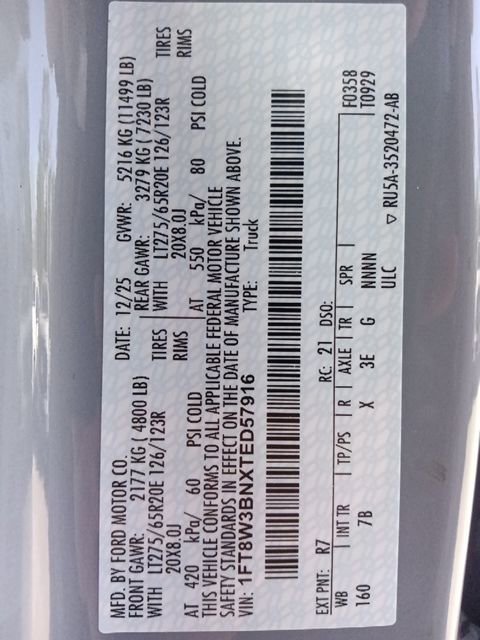 MFD. BY FORD MOTOR CO. DATE: 12/25 GVWR: 5216 KG (11499 LB)
FRONT GAWR: 2177 KG ( 4800 LB) REAR GAWR: 3279 KG ( 7230 LB)
WITH LT275/65R20E 126/123R TIRES WITH LT275/65R20E 126/123R TIRES
20X8.0J RIMS 20X8.0J RIMS
AT 420 kPa/ 60 PSI COLD AT 550 kPa/ 80 PSI COLD
THIS VEHICLE CONFORMS TO ALL APPLICABLE FEDERAL MOTOR VEHICLE
SAFETY STANDARDS IN EFFECT ON THE DATE OF MANUFACTURE SHOWN ABOVE.
VIN: 1FT8W3BNXTED57916 TYPE: Truck
EXT PNT: R7 RC: 21 DSO: F0358
WB INT TR TP/PS R AXLE TR SPR T0929
160 7B X 3E G NNNN
ULC ▽ RU5A-3520472-AB